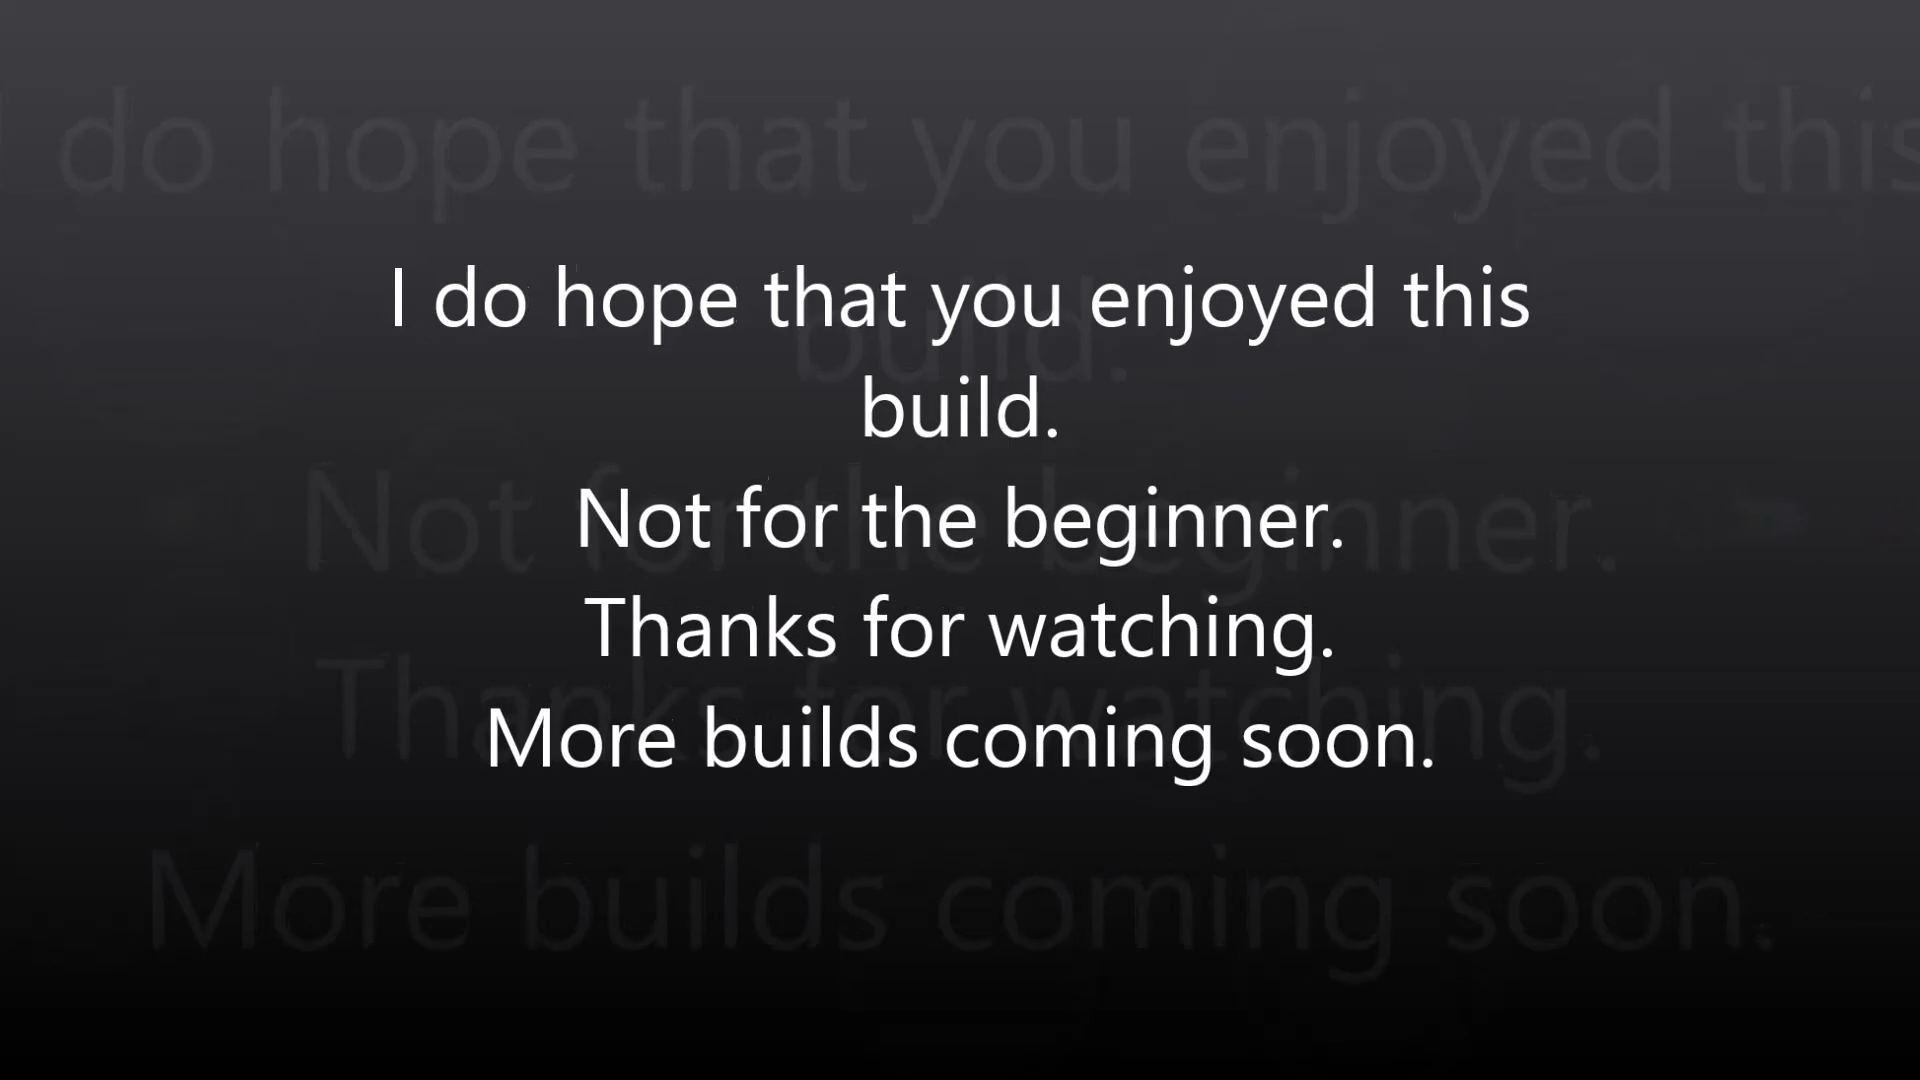 I do hope that you enjoyed this
build.
Not for the beginner.
Thanks for watching.
More builds coming soon.